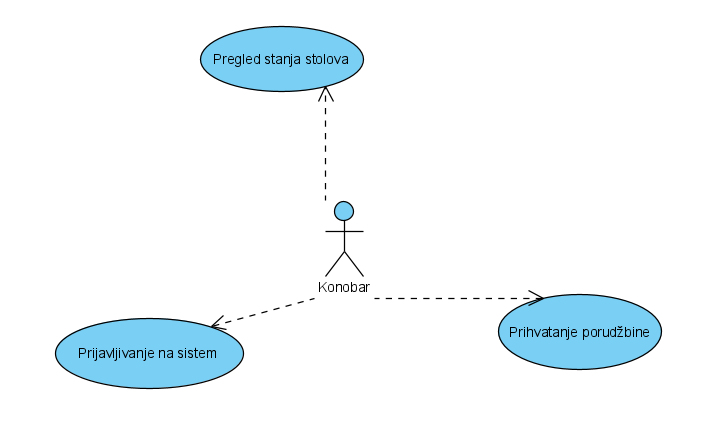 Pregled stanja stolova
Konobar
Prijavljivanje na sistem
Prihvatanje porudžbine